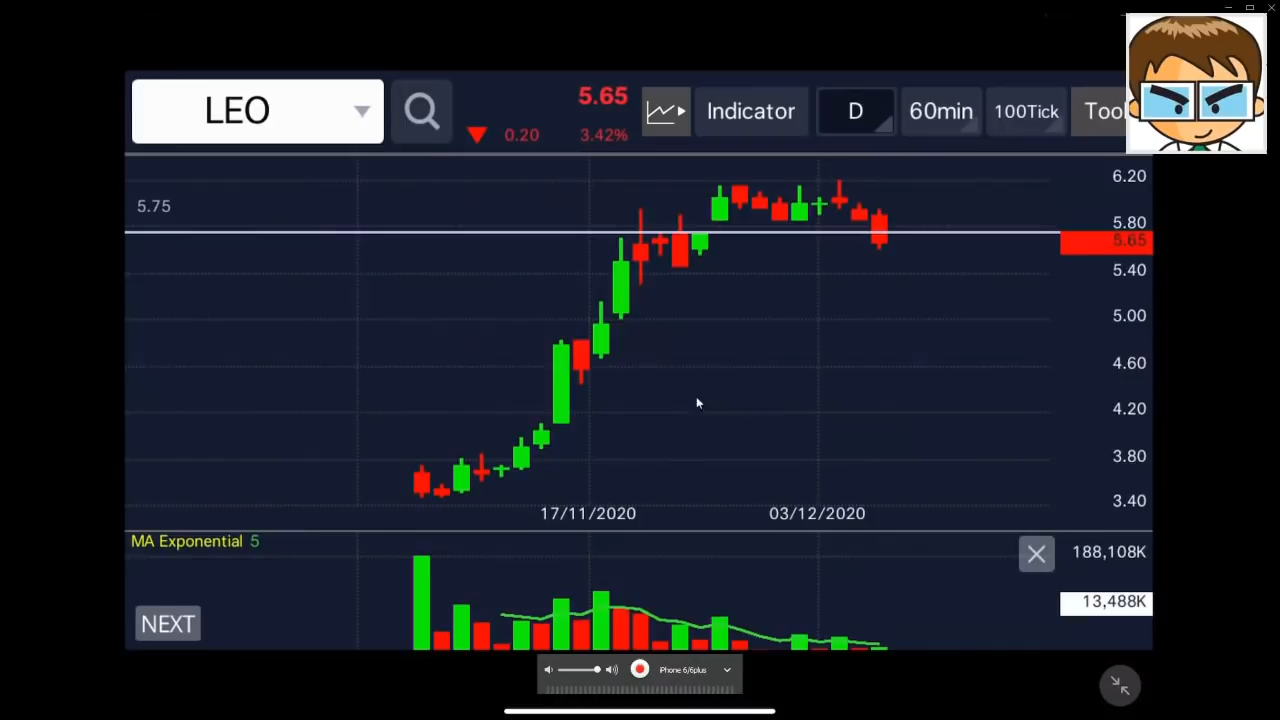 LEO
5.65
0.20
3.42%
Indicator
D
60min
100Tick
Tool
6.20
5.75
5.80
5.65
5.40
5.00
4.60
4.20
3.80
3.40
17/11/2020
03/12/2020
MA Exponential 5
188,108K
13,488K
NEXT
iPhone 6/6plus